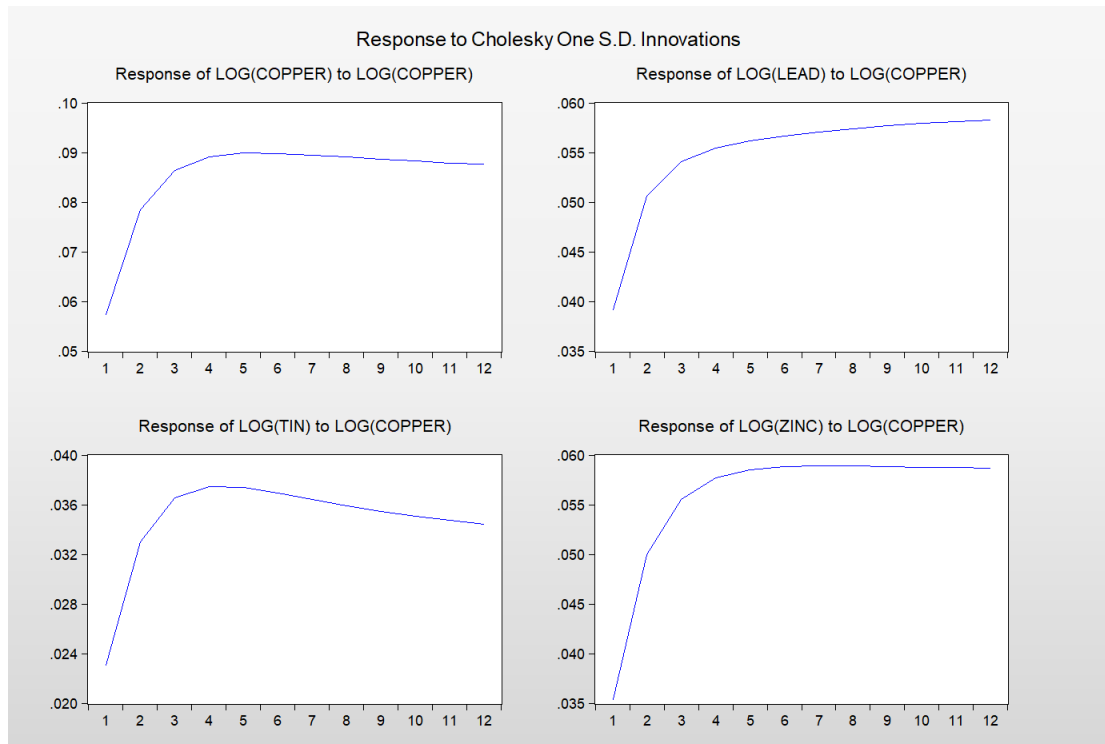 Response to Cholesky One S.D. Innovations
Response of LOG(COPPER) to LOG(COPPER)
.10
.09
.08
.07
.06
.05
1 2 3 4 5 6 7 8 9 10 11 12
Response of LOG(LEAD) to LOG(COPPER)
.060
.055
.050
.045
.040
.035
1 2 3 4 5 6 7 8 9 10 11 12
Response of LOG(TIN) to LOG(COPPER)
.040
.036
.032
.028
.024
.020
1 2 3 4 5 6 7 8 9 10 11 12
Response of LOG(ZINC) to LOG(COPPER)
.060
.055
.050
.045
.040
.035
1 2 3 4 5 6 7 8 9 10 11 12